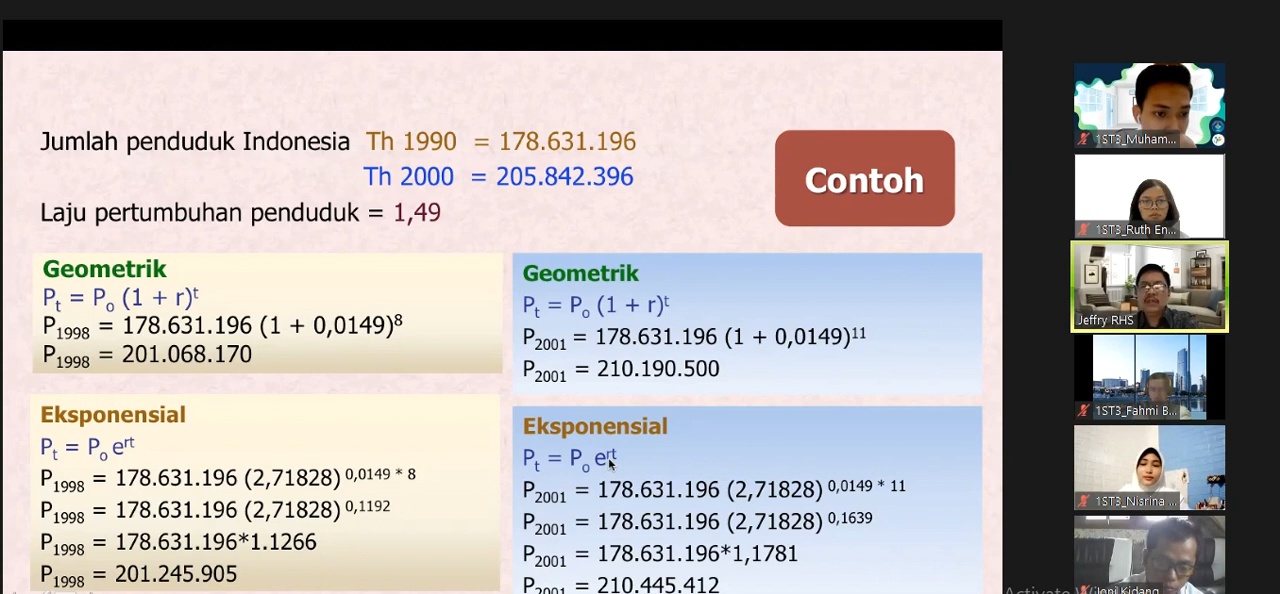 Jumlah penduduk Indonesia Th 1990 = 178.631.196
Th 2000 = 205.842.396
Laju pertumbuhan penduduk = 1,49
Contoh
Geometrik
Pt = Po (1 + r)t
P1998 = 178.631.196 (1 + 0,0149)8
P1998 = 201.068.170
Eksponensial
Pt = Po ert
P1998 = 178.631.196 (2,71828) 0,0149 * 8
P1998 = 178.631.196 (2,71828) 0,1192
P1998 = 178.631.196*1.1266
P1998 = 201.245.905
Geometrik
Pt = Po (1 + r)t
P2001 = 178.631.196 (1 + 0,0149)11
P2001 = 210.190.500
Eksponensial
Pt = Po ert
P2001 = 178.631.196 (2,71828) 0,0149 * 11
P2001 = 178.631.196 (2,71828) 0,1639
P2001 = 178.631.196*1,1781
P2001 = 210.445.412
1ST3_Muham...
1ST3_Ruth En...
Jeffry RHS
1ST3_Fahmi B...
1ST3_Nisrina ...
Joni Kidang
Activate Wi